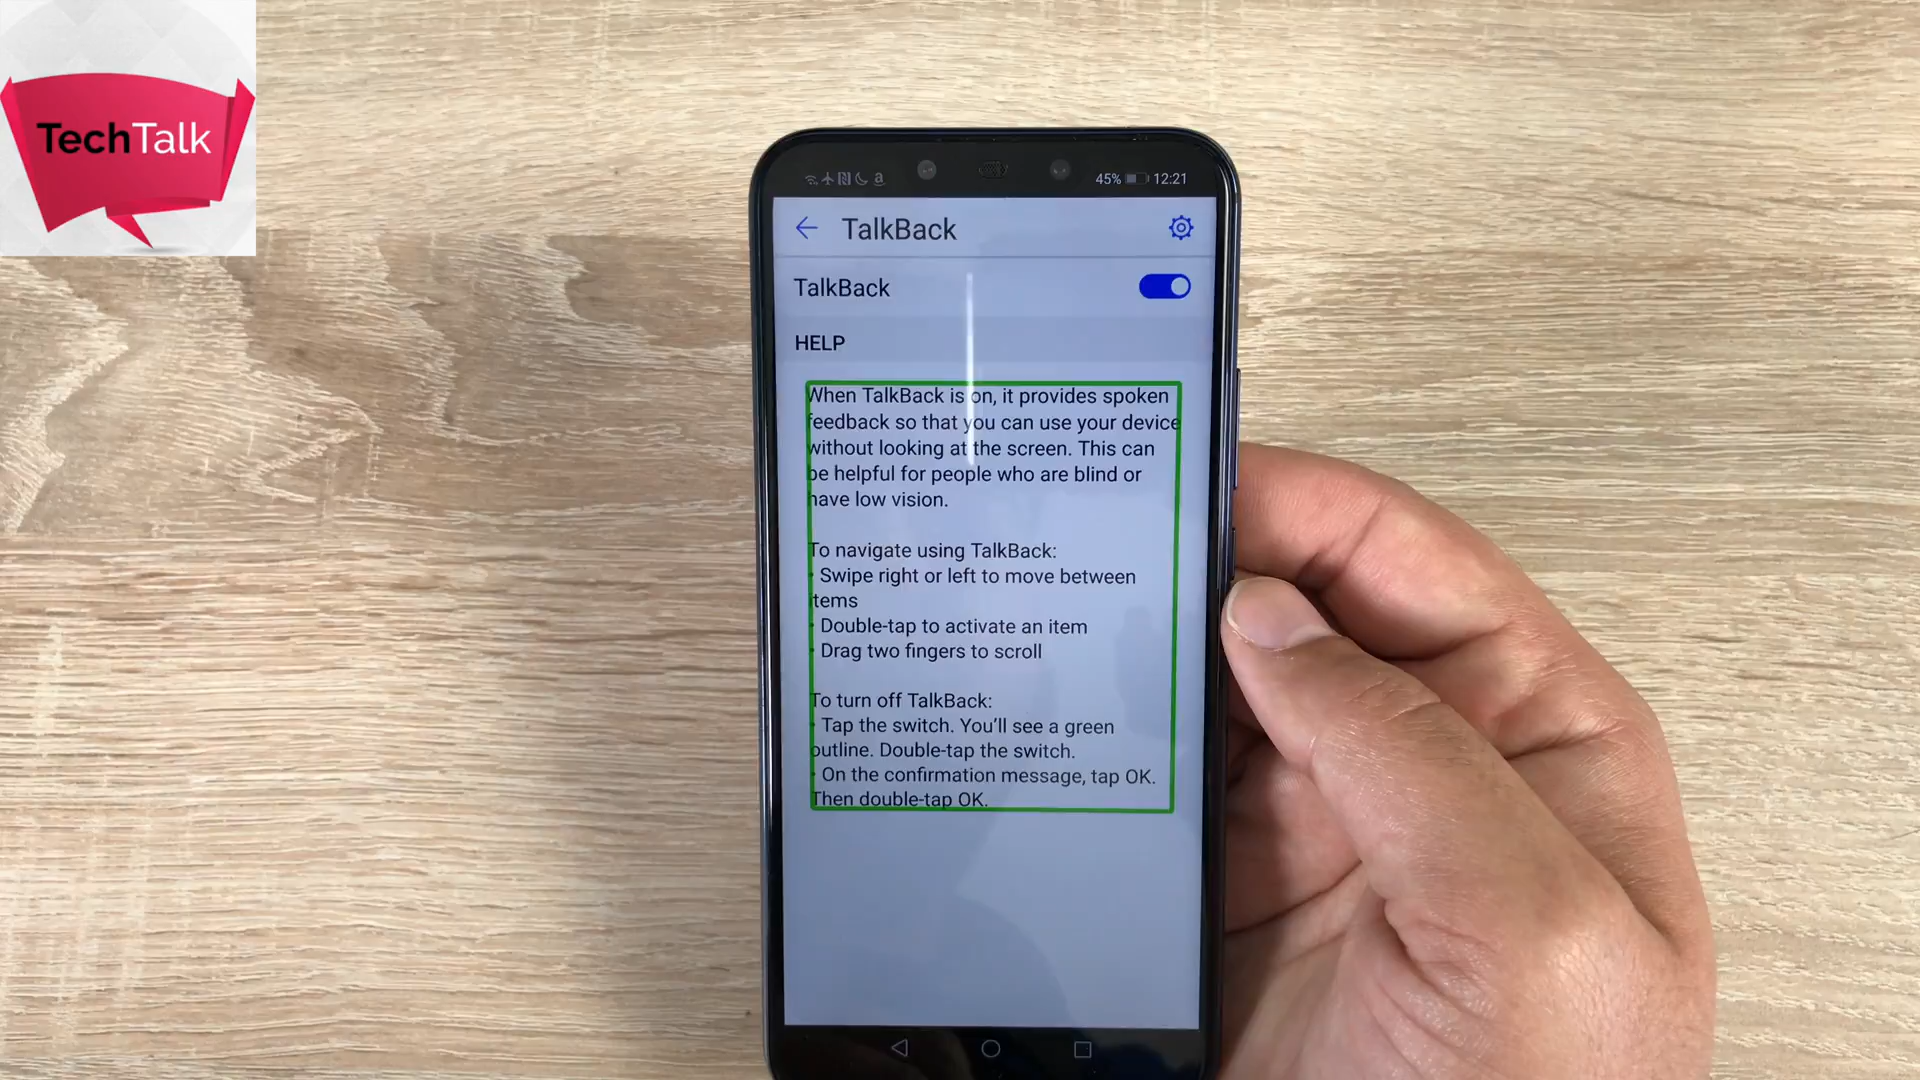 TechTalk
45% 12:21
TalkBack
TalkBack
HELP
When TalkBack is on, it provides spoken
feedback so that you can use your device
without looking at the screen. This can
be helpful for people who are blind or
have low vision.
To navigate using TalkBack:
• Swipe right or left to move between
items
• Double-tap to activate an item
• Drag two fingers to scroll
To turn off TalkBack:
• Tap the switch. You'll see a green
outline. Double-tap the switch.
• On the confirmation message, tap OK.
Then double-tap OK.